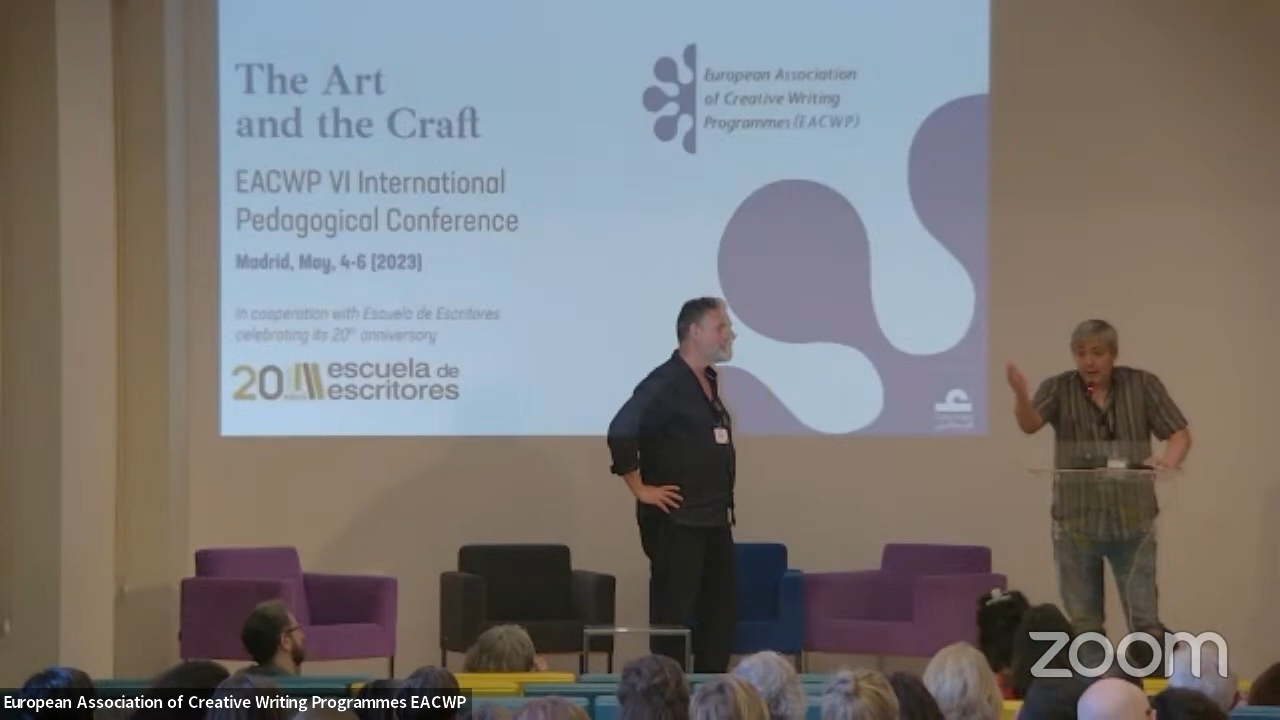 The Art
and the Craft
EACWP VI International
Pedagogical Conference
Madrid, May, 4-6 (2023)
In cooperation with Escuela de Escritores
celebrating its 20th anniversary
20
escuela de
escritores
European Association
of Creative Writing
Programmes (EACWP)
zoom
European Association of Creative Writing Programmes EACWP